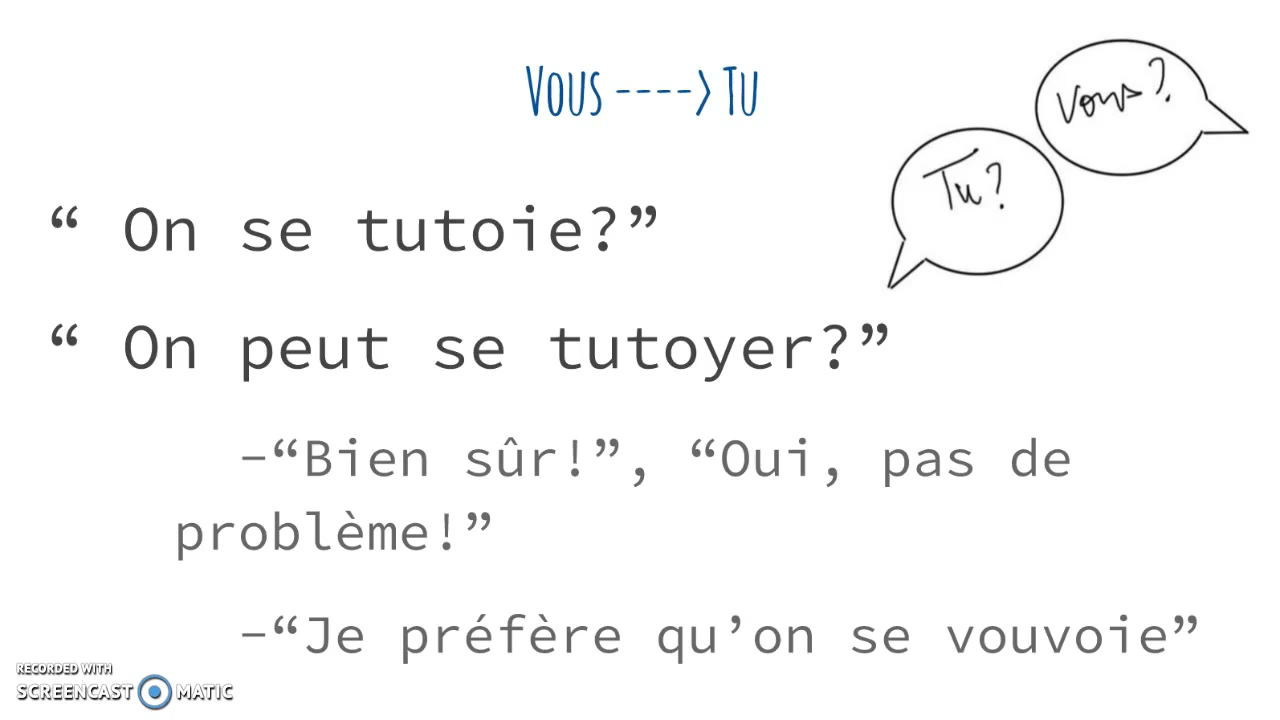 Vous ----> Tu
Vous?
Tu?
“ On se tutoie?”
“ On peut se tutoyer?”
–“Bien sûr!”, “Oui, pas de
problème!”
–“Je préfère qu’on se vouvoie”
RECORDED WITH
SCREENCAST MATIC